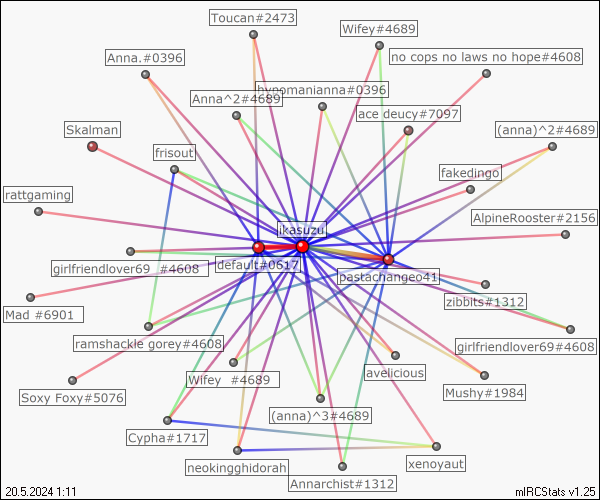 Toucan#2473
Wifey#4689
Anna.#0396
no cops no laws no hope#4608
hypnomanianna#0396
Anna^2#4689
ace deucy#7097
Skalman
(anna)^2#4689
frisout
fakedingo
rattgaming
AlpineRooster#2156
ikasuzu
default#0617
girlfriendlover69 #4608
pastachangeo41
zibbits#1312
Mad #6901
ramshackle gorey#4608
girlfriendlover69#4608
avelicious
Wifey #4689
Mushy#1984
Soxy Foxy#5076
(anna)^3#4689
Cypha#1717
neokingghidorah
xenoyaut
Annarchist#1312
20.5.2024 1:11
mIRCStats v1.25